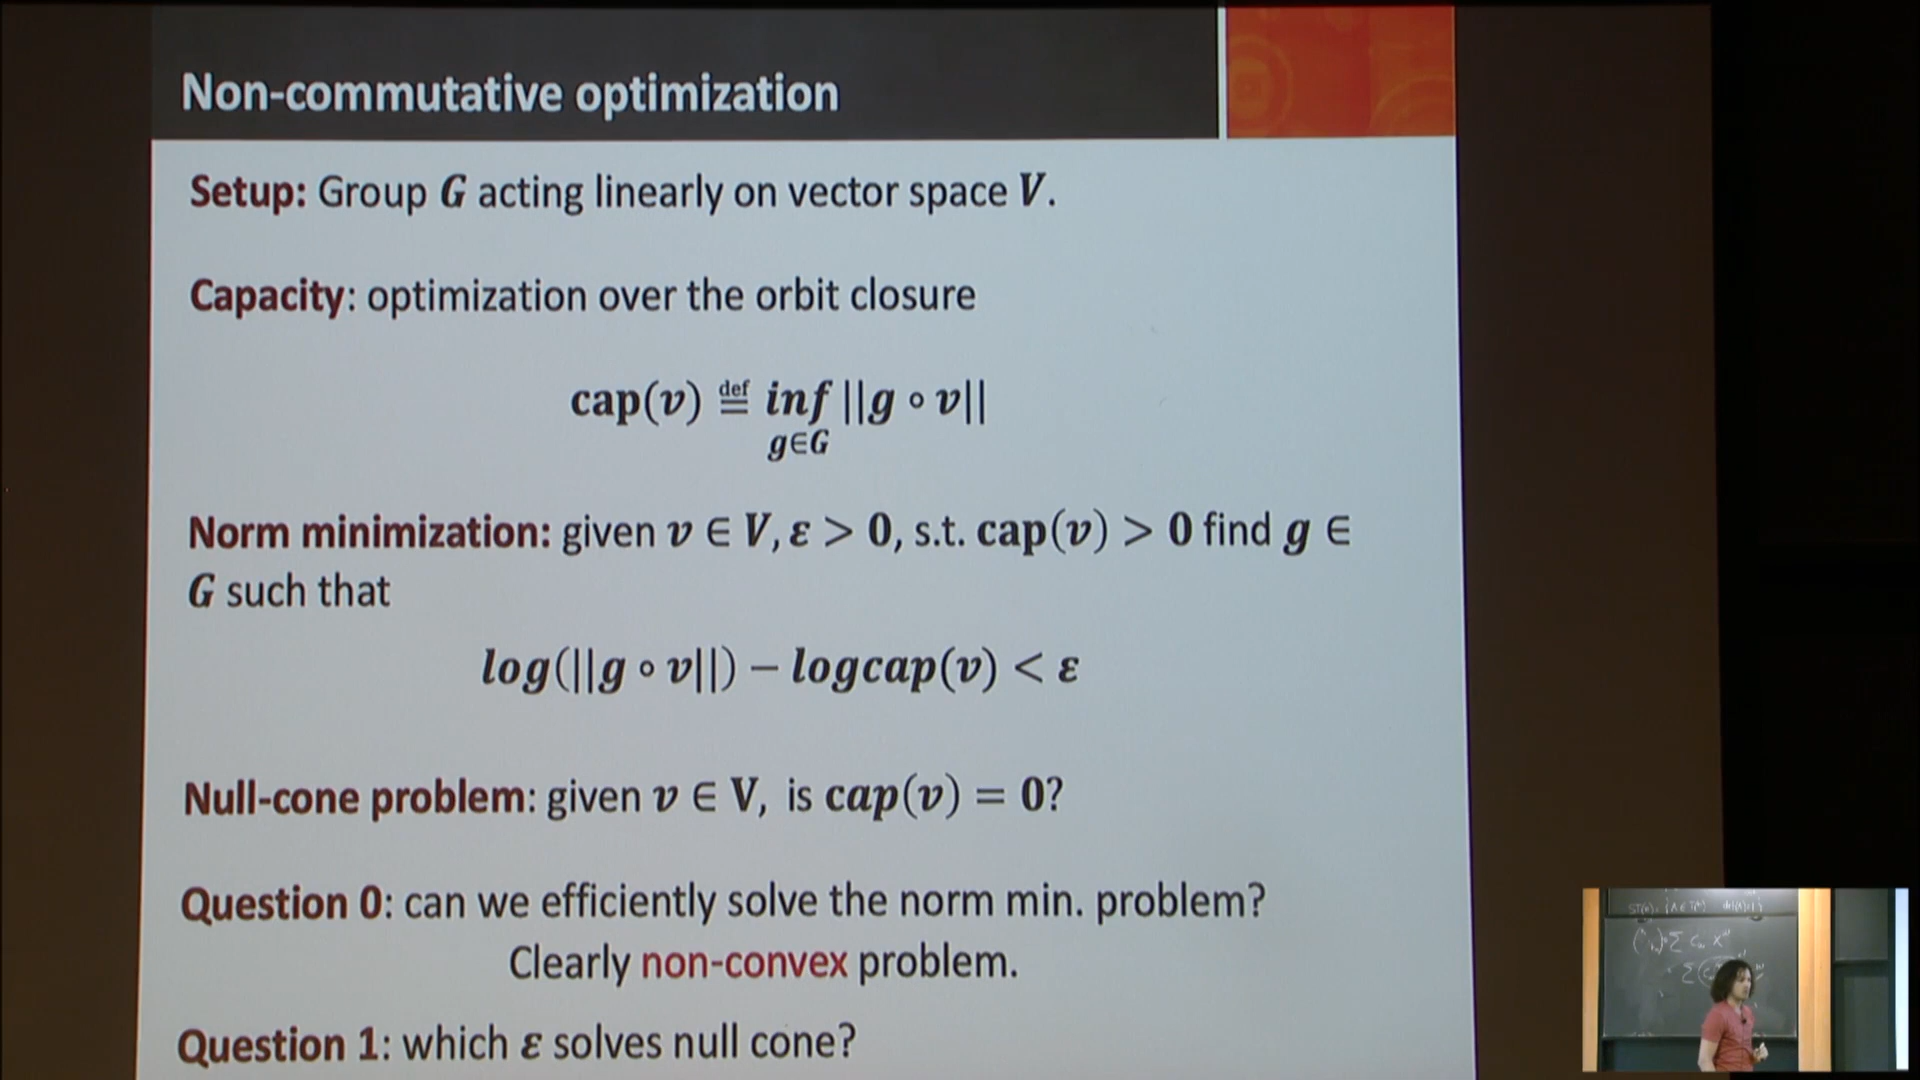 Non-commutative optimization
Setup: Group G acting linearly on vector space V.
Capacity: optimization over the orbit closure
cap(v) ≝ inf ||g ∘ v||
g∈G
Norm minimization: given v ∈ V, ε > 0, s.t. cap(v) > 0 find g ∈
G such that
log(||g ∘ v||) − logcap(v) < ε
Null-cone problem: given v ∈ V, is cap(v) = 0?
Question 0: can we efficiently solve the norm min. problem?
Clearly non-convex problem.
Question 1: which ε solves null cone?